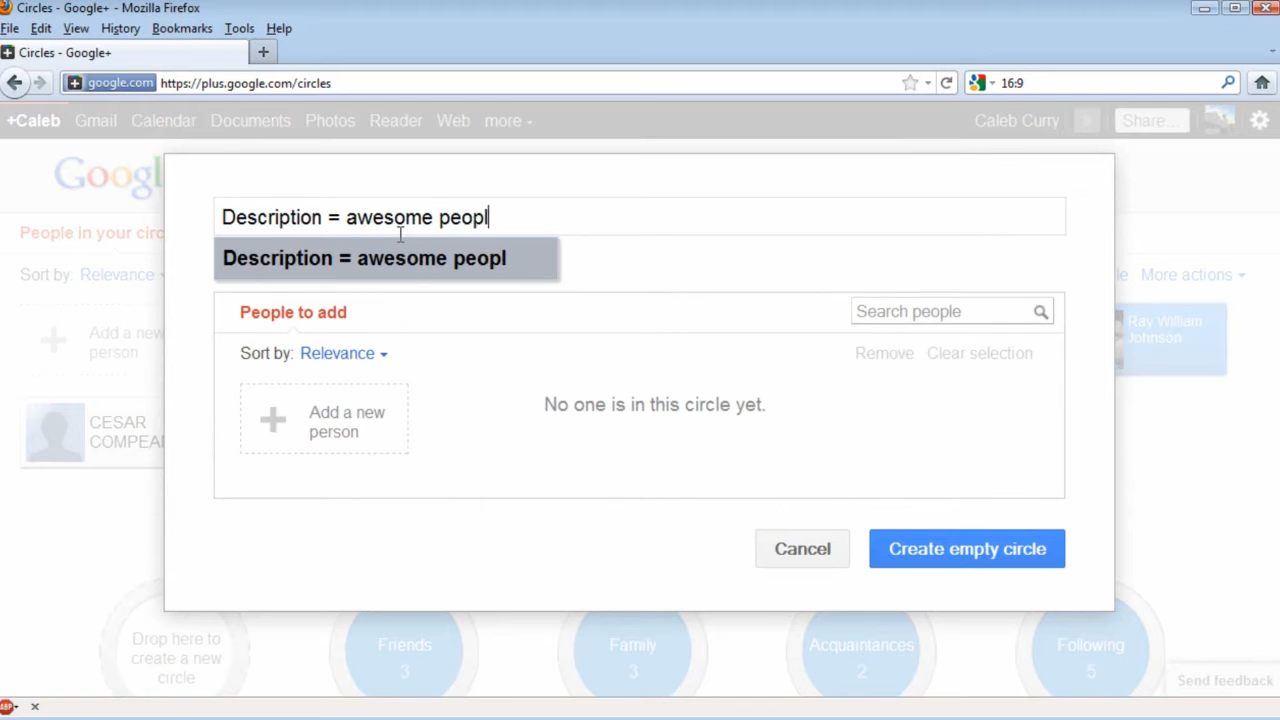 Circles - Google+ - Mozilla Firefox
File Edit View History Bookmarks Tools Help
Circles - Google+
google.com https://plus.google.com/circles 16:9
+Caleb Gmail Calendar Documents Photos Reader Web more Caleb Curry Share...
Goo
Description = awesome peopl
Description = awesome peopl
People in your circ
Sort by: Relevance
More actions
People to add
Search people
Sort by: Relevance
Remove Clear selection
Add a new
person
Add a new
person
No one is in this circle yet.
Ray William
Johnson
CESAR
COMPEA
Cancel Create empty circle
Drop here to
create a new
circle
Friends
3
Family
3
Acquaintances
2
Following
5
Send feedback
ABP